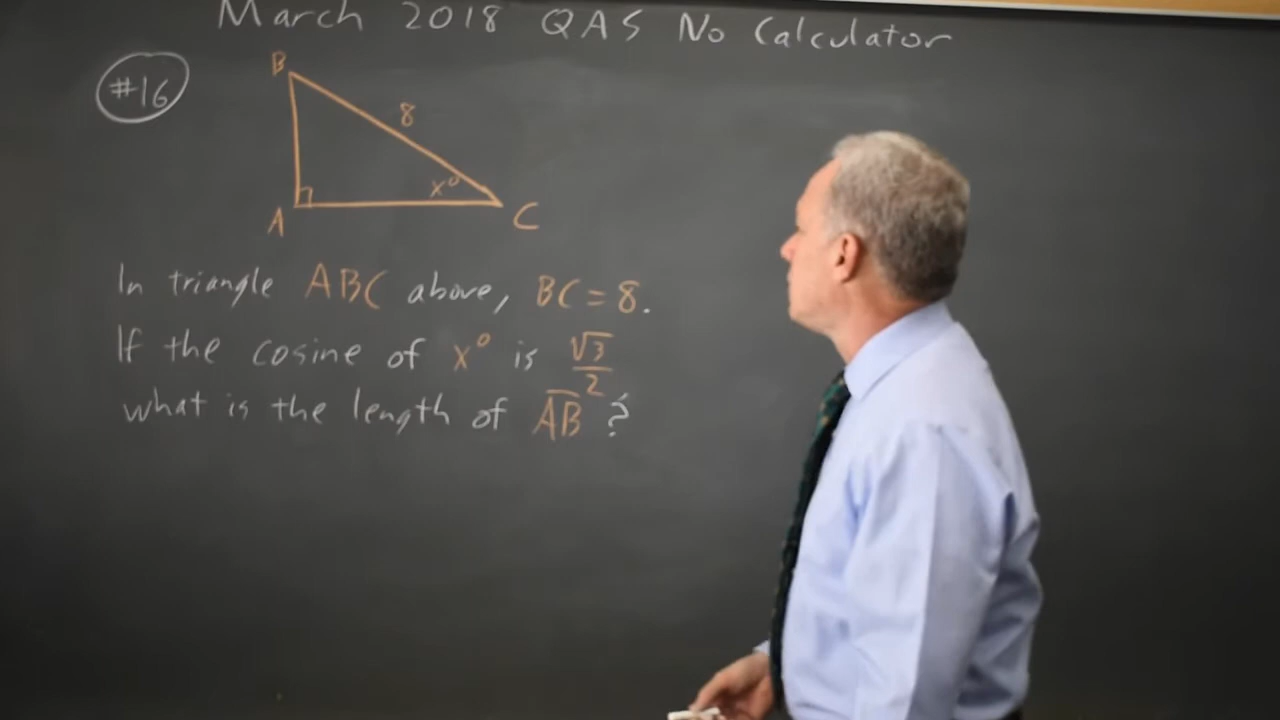 March 2018 QAS No Calculator
#16
B
8
x°
A
C
In triangle ABC above, BC = 8.
If the cosine of x° is √3/2
what is the length of A̅B̅ ?